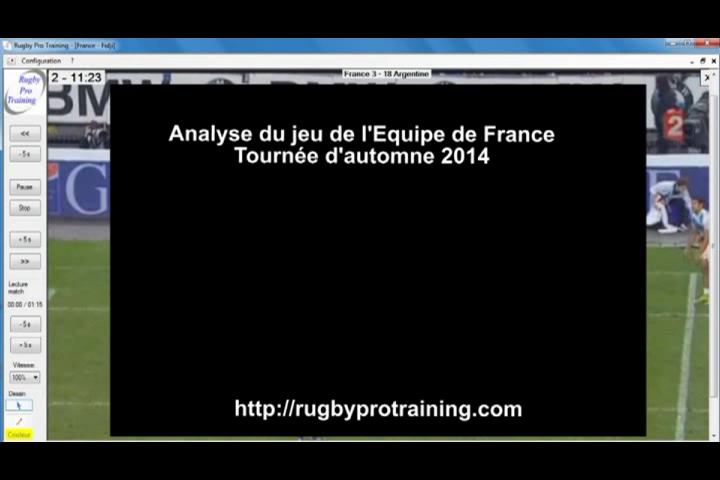 Rugby Pro Training - [France - Fidji]
Configuration ?
Rugby
Pro
Training
2 - 11:23
France 3 - 18 Argentine
X
BMW
2
G
<<
- 5 s
Pause
Stop
+ 5 s
>>
Lecture
match
00:00 / 01:15
- 5 s
+ 5 s
Vitesse:
100%
Dessin
Couleur
Analyse du jeu de l'Equipe de France
Tournée d'automne 2014
http://rugbyprotraining.com